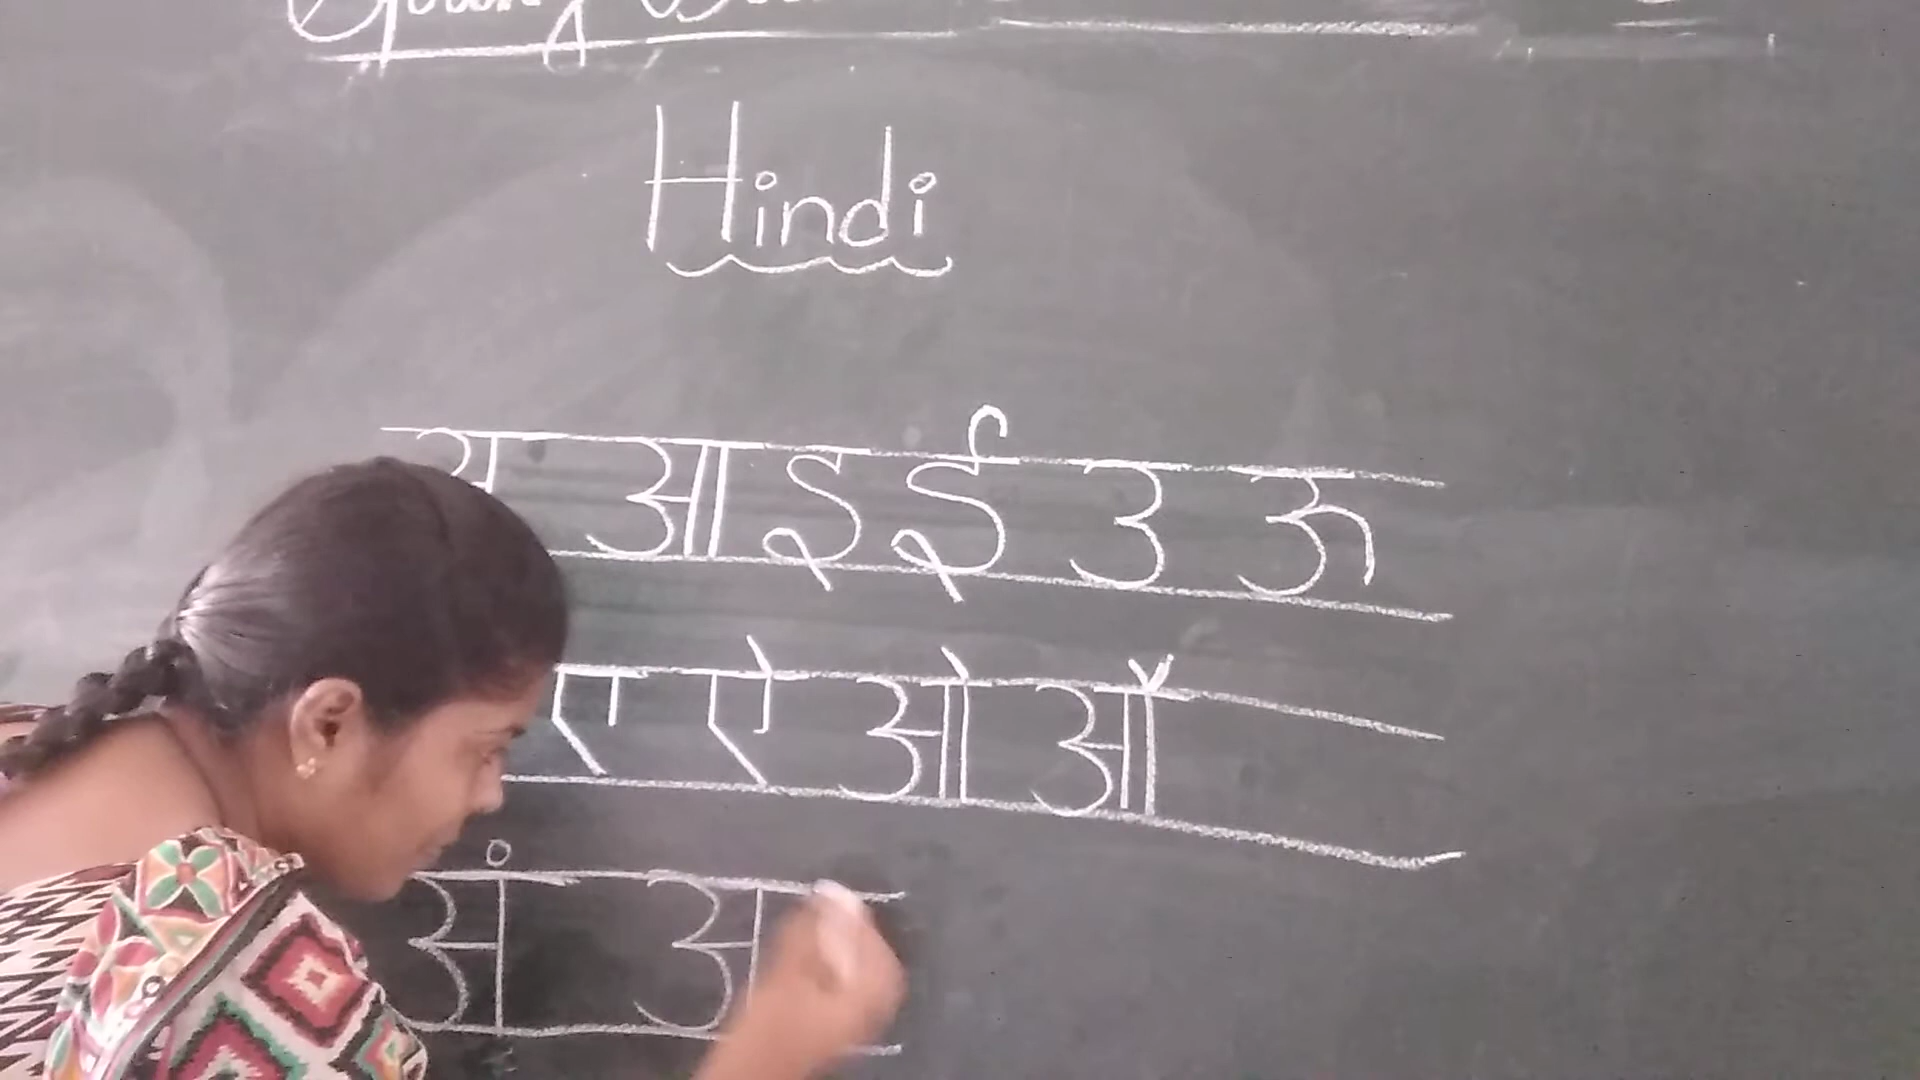 Hindi
अ आ इ ई उ ऊ
ए ऐ ओ औ
अं अ